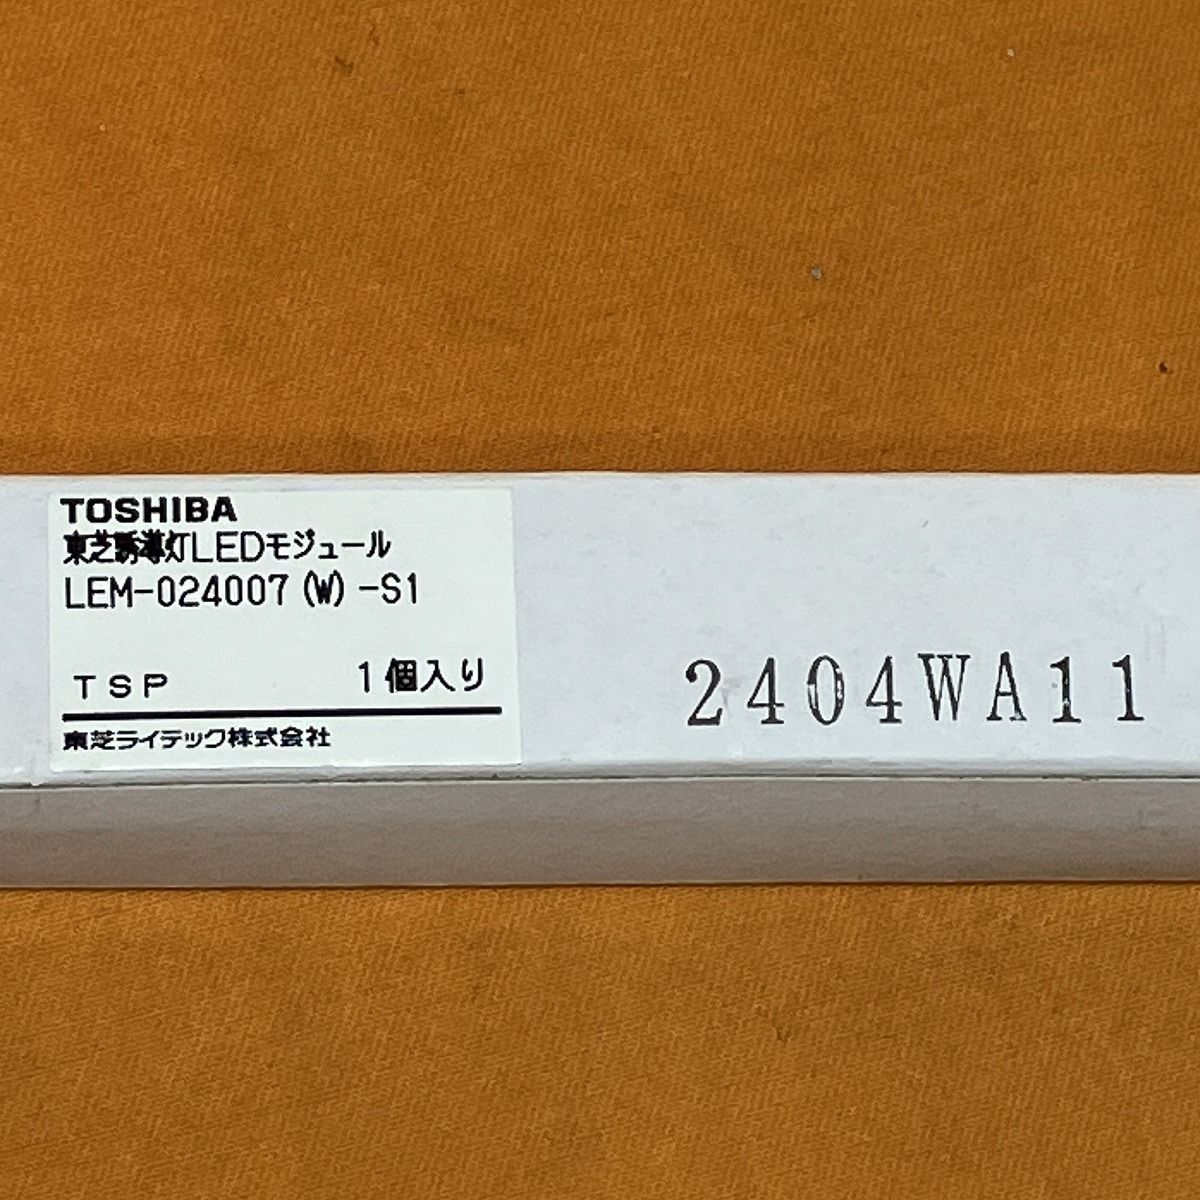 TOSHIBA
東芝誘導灯LEDモジュール
LEM-024007(W)-S1
TSP 1個入り
東芝ライテック株式会社
2404WA11